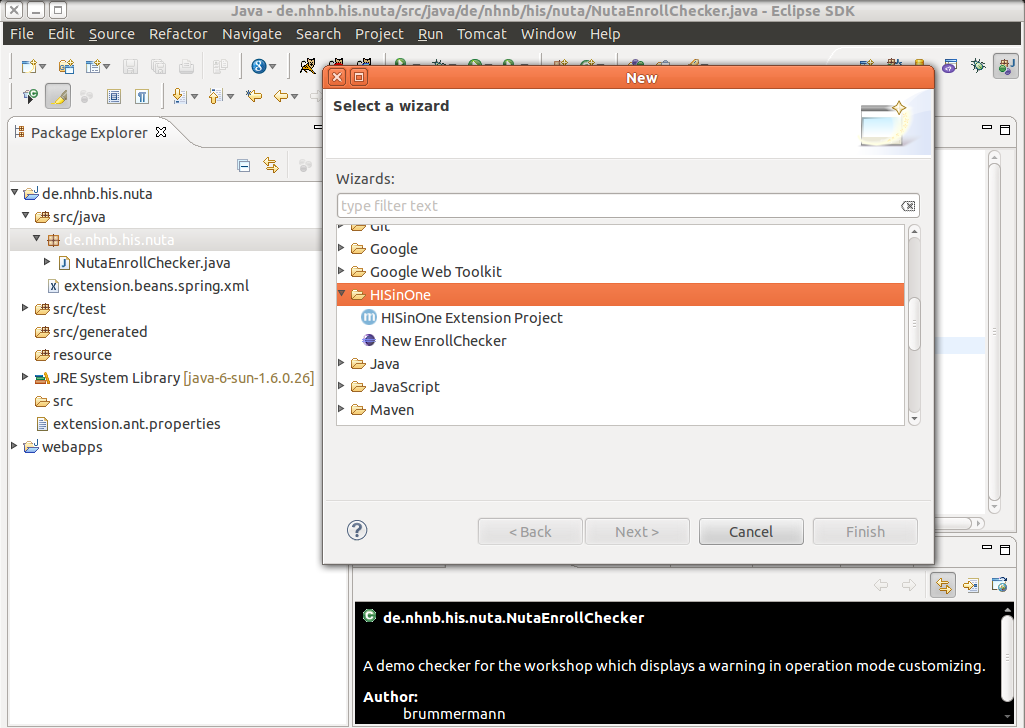 Java - de.nhnb.his.nuta/src/java/de/nhnb/his/nuta/NutaEnrollChecker.java - Eclipse SDK
File Edit Source Refactor Navigate Search Project Run Tomcat Window Help
Package Explorer
de.nhnb.his.nuta
src/java
de.nhnb.his.nuta
NutaEnrollChecker.java
extension.beans.spring.xml
src/test
src/generated
resource
JRE System Library [java-6-sun-1.6.0.26]
src
extension.ant.properties
webapps
New
Select a wizard
Wizards:
type filter text
Git
Google
Google Web Toolkit
HISinOne
HISinOne Extension Project
New EnrollChecker
Java
JavaScript
Maven
< Back Next > Cancel Finish
de.nhnb.his.nuta.NutaEnrollChecker
A demo checker for the workshop which displays a warning in operation mode customizing.
Author:
brummermann